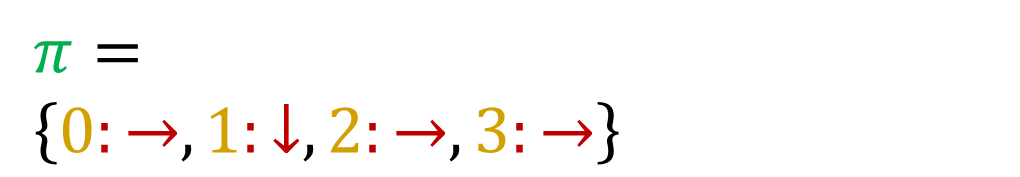 π =
{0: →, 1: ↓, 2: →, 3: →}